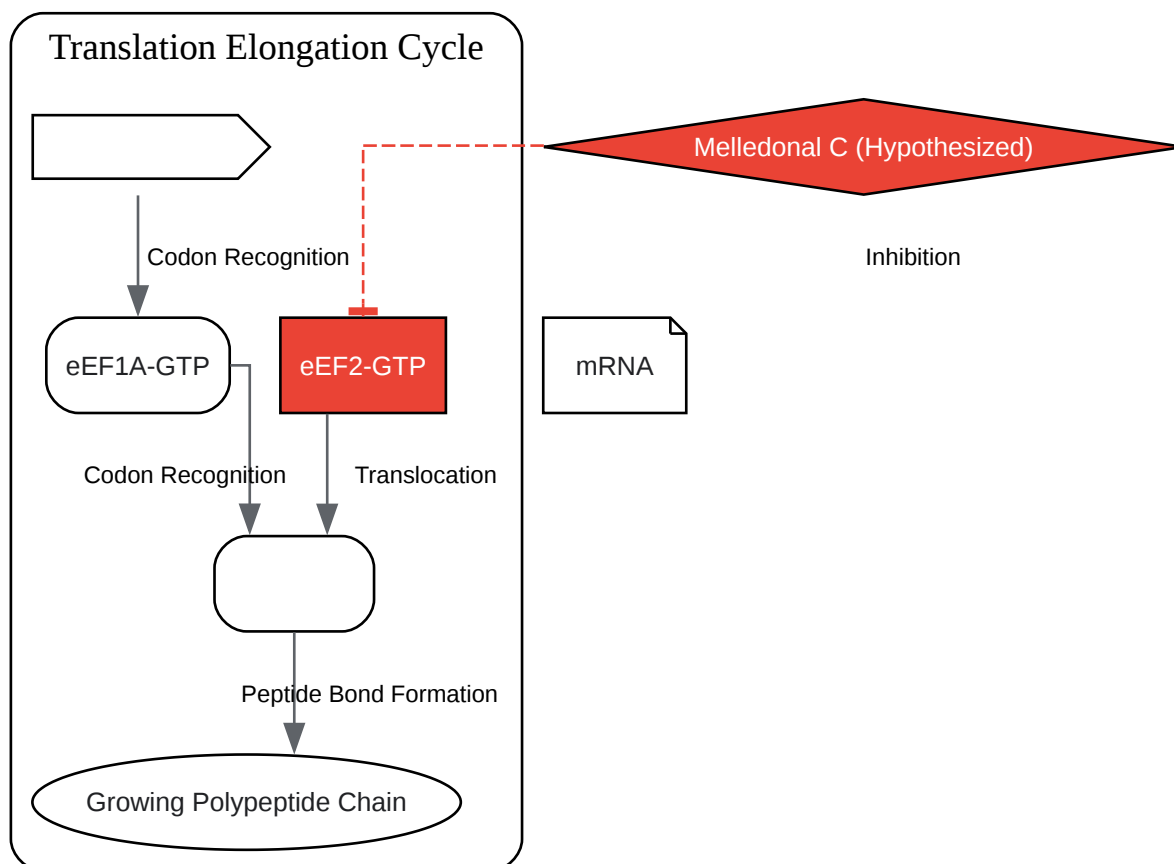 Translation Elongation Cycle
Melledonal C (Hypothesized)
Codon Recognition
Inhibition
eEF1A-GTP
eEF2-GTP
mRNA
Codon Recognition
Translocation
Peptide Bond Formation
Growing Polypeptide Chain